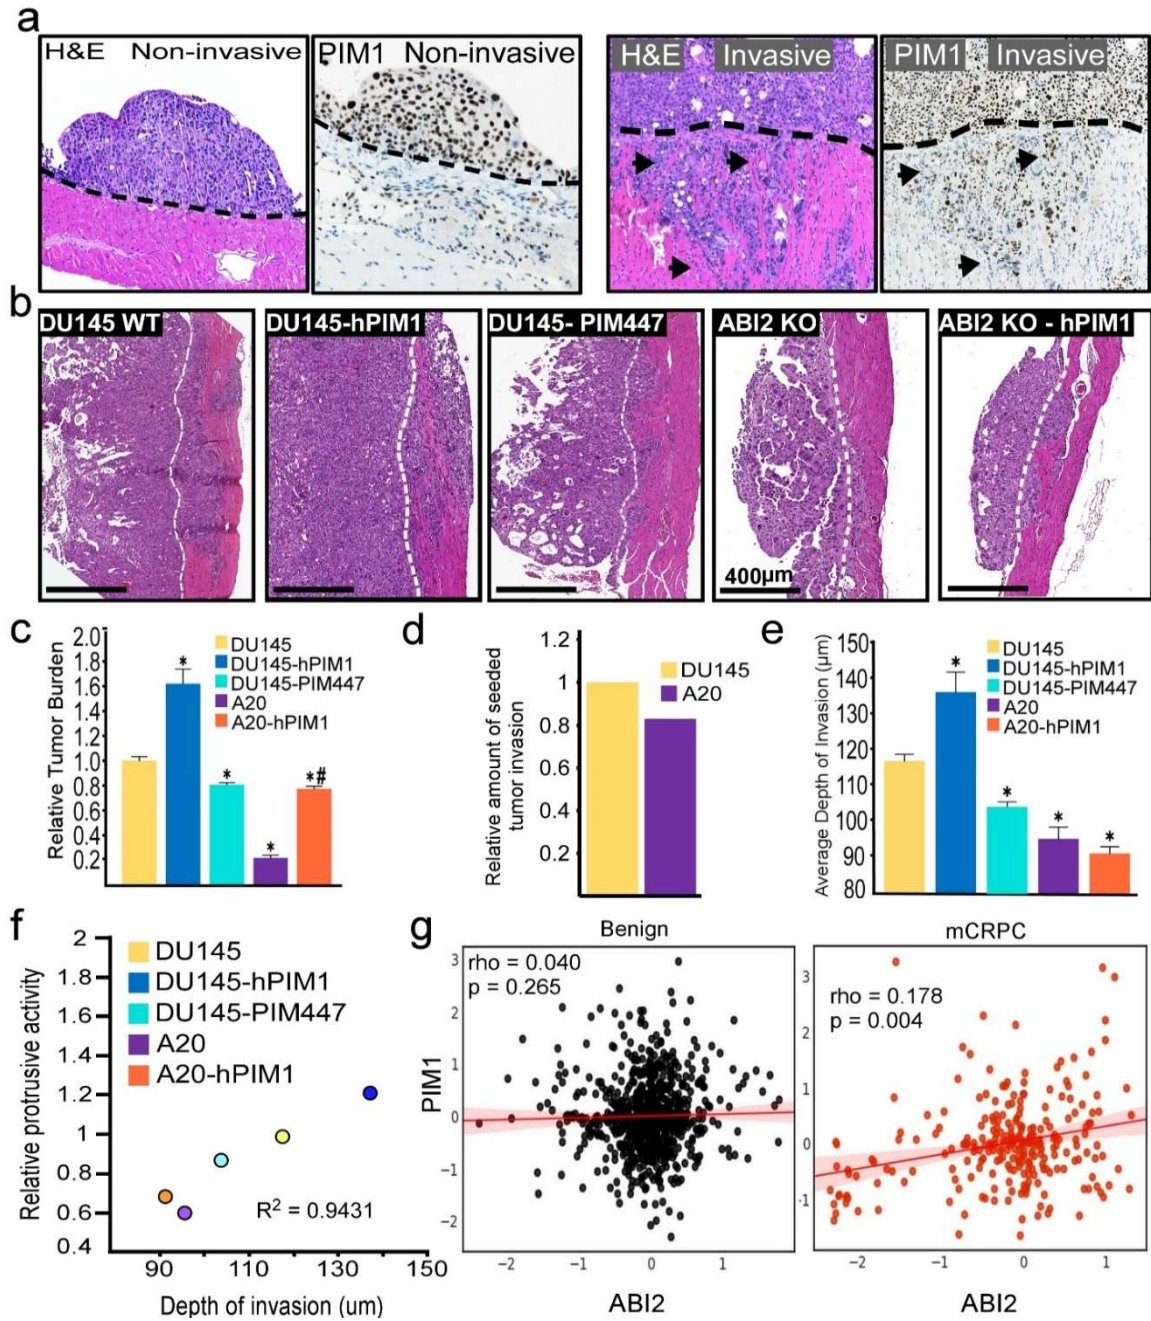 a
H&E Non-invasive
PIM1 Non-invasive
H&E Invasive
PIM1 Invasive
b
DU145 WT
DU145-hPIM1
DU145- PIM447
ABI2 KO
ABI2 KO - hPIM1
400µm
c
Relative Tumor Burden
2.0
1.8
1.6
1.4
1.2
1.0
0.8
0.6
0.4
0.2
DU145
DU145-hPIM1
DU145-PIM447
A20
A20-hPIM1
*
*
*
*#
d
Relative amount of seeded
tumor invasion
1.2
1
0.8
0.6
0.4
0.2
DU145
A20
e
Average Depth of Invasion (µm)
150
140
130
120
110
100
90
80
DU145
DU145-hPIM1
DU145-PIM447
A20
A20-hPIM1
*
*
*
*
f
Relative protrusive activity
2
1.8
1.6
1.4
1.2
1
0.8
0.6
0.4
DU145
DU145-hPIM1
DU145-PIM447
A20
A20-hPIM1
R² = 0.9431
90 110 130 150
Depth of invasion (um)
g
Benign
rho = 0.040
p = 0.265
PIM1
3
2
1
0
−1
−2
−2 −1 0 1
ABI2
mCRPC
rho = 0.178
p = 0.004
3
2
1
0
-1
−2 −1 0 1
ABI2